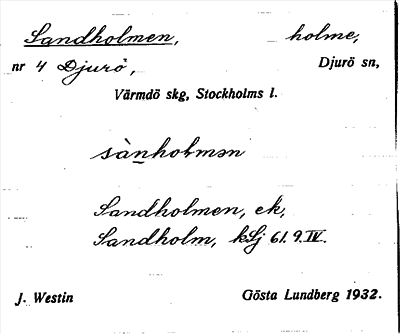 Sandholmen, holme,
nr 4 Djurö, Djurö sn,
Värmdö skg, Stockholms l.
sànholmən
Sandholmen, ek,
Sandholm, kSj 61. 9. IV.
J. Westin Gösta Lundberg 1932.